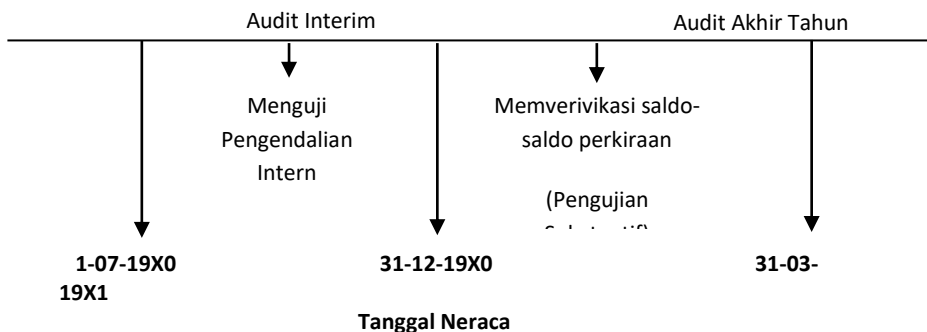 Audit Interim
Audit Akhir Tahun
Menguji
Pengendalian
Intern
Memverivikasi saldo-
saldo perkiraan
(Pengujian
1-07-19X0
31-12-19X0
31-03-
19X1
Tanggal Neraca